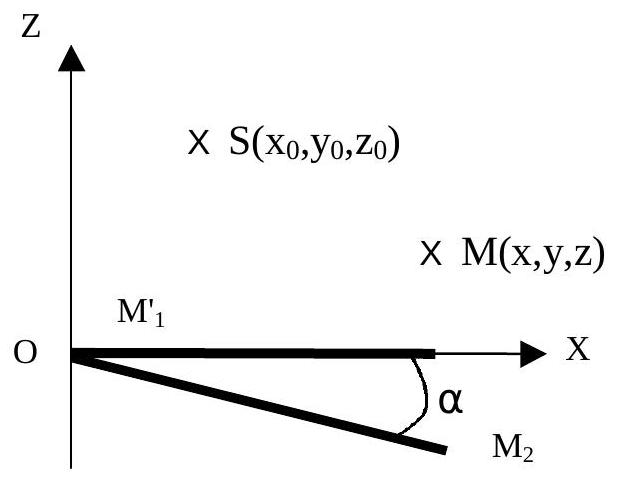 Z
X S(x₀,y₀,z₀)
X M(x,y,z)
M'₁
O
X
α
M₂